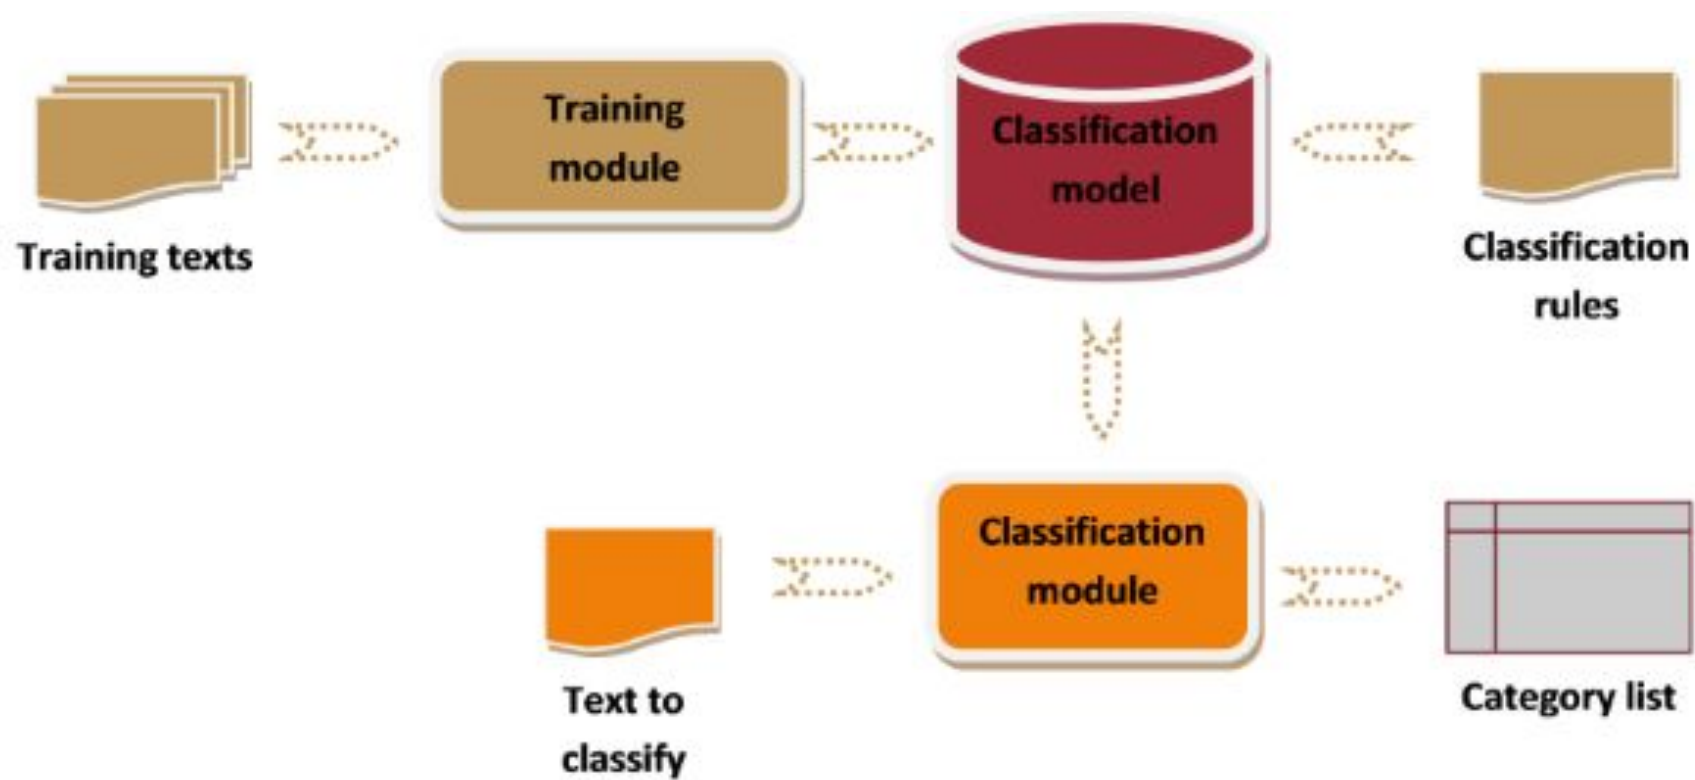 Training
module
Classification
model
Training texts
Classification
rules
Classification
module
Text to
classify
Category list